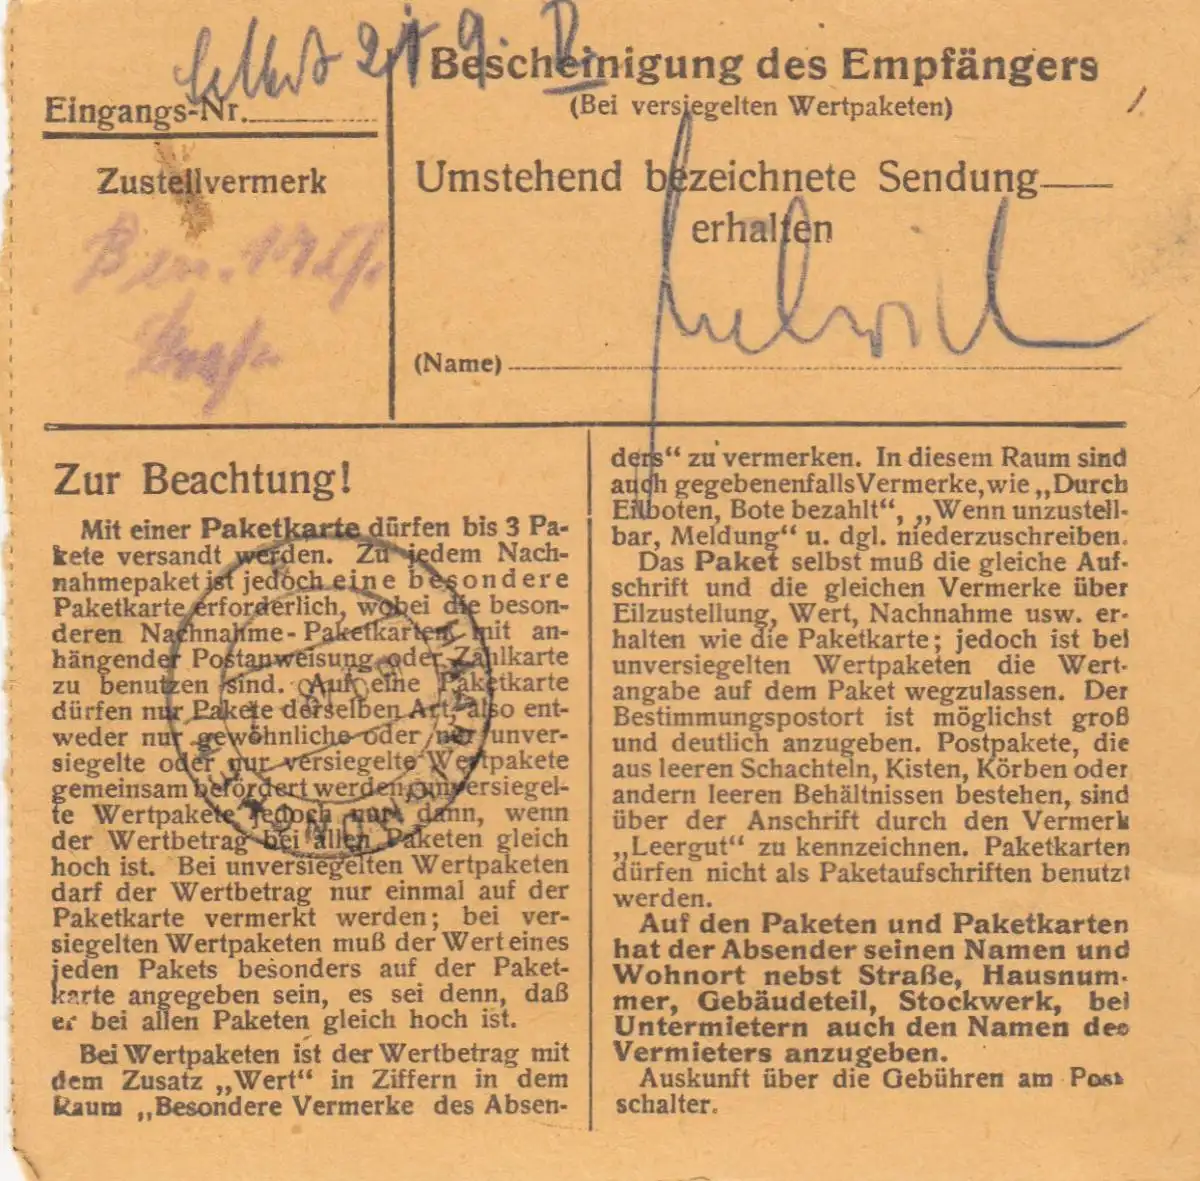 Selbst 21 9. II.
Eingangs-Nr.
Zustellvermerk
Ben.
Bescheinigung des Empfängers
(Bei versiegelten Wertpaketen)
Umstehend bezeichnete Sendung
erhalten
(Name)
Zur Beachtung!
Mit einer Paketkarte dürfen bis 3 Pa-
kete versandt werden. Zu jedem Nach-
nahmepaket ist jedoch eine besondere
Paketkarte erforderlich, wobei die beson-
deren Nachnahme-Paketkarten mit an-
hängender Postanweisung oder Zahlkarte
zu benutzen sind. Auf eine Paketkarte
dürfen nur Pakete derselben Art, also ent-
weder nur gewöhnliche oder nur unver-
siegelte oder nur versiegelte Wertpakete
gemeinsam befördert werden, unversiegel-
te Wertpakete jedoch nur dann, wenn
der Wertbetrag bei allen Paketen gleich
hoch ist. Bei unversiegelten Wertpaketen
darf der Wertbetrag nur einmal auf der
Paketkarte vermerkt werden; bei ver-
siegelten Wertpaketen muß der Wert eines
jeden Pakets besonders auf der Paket-
karte angegeben sein, es sei denn, daß
er bei allen Paketen gleich hoch ist.
Bei Wertpaketen ist der Wertbetrag mit
dem Zusatz „Wert“ in Ziffern in dem
Raum „Besondere Vermerke des Absen-
ders“ zu vermerken. In diesem Raum sind
auch gegebenenfalls Vermerke, wie „Durch
Eilboten, Bote bezahlt“, „Wenn unzustell-
bar, Meldung“ u. dgl. niederzuschreiben.
Das Paket selbst muß die gleiche Auf-
schrift und die gleichen Vermerke über
Eilzustellung, Wert, Nachnahme usw. er-
halten wie die Paketkarte; jedoch ist bei
unversiegelten Wertpaketen die Wert-
angabe auf dem Paket wegzulassen. Der
Bestimmungspostort ist möglichst groß
und deutlich anzugeben. Postpakete, die
aus leeren Schachteln, Kisten, Körben oder
andern leeren Behältnissen bestehen, sind
über der Anschrift durch den Vermerk
„Leergut“ zu kennzeichnen. Paketkarten
dürfen nicht als Paketaufschriften benutzt
werden.
Auf den Paketen und Paketkarten
hat der Absender seinen Namen und
Wohnort nebst Straße, Hausnum-
mer, Gebäudeteil, Stockwerk, bei
Untermietern auch den Namen des
Vermieters anzugeben.
Auskunft über die Gebühren am Post-
schalter.
HAAR
MÜNCHEN